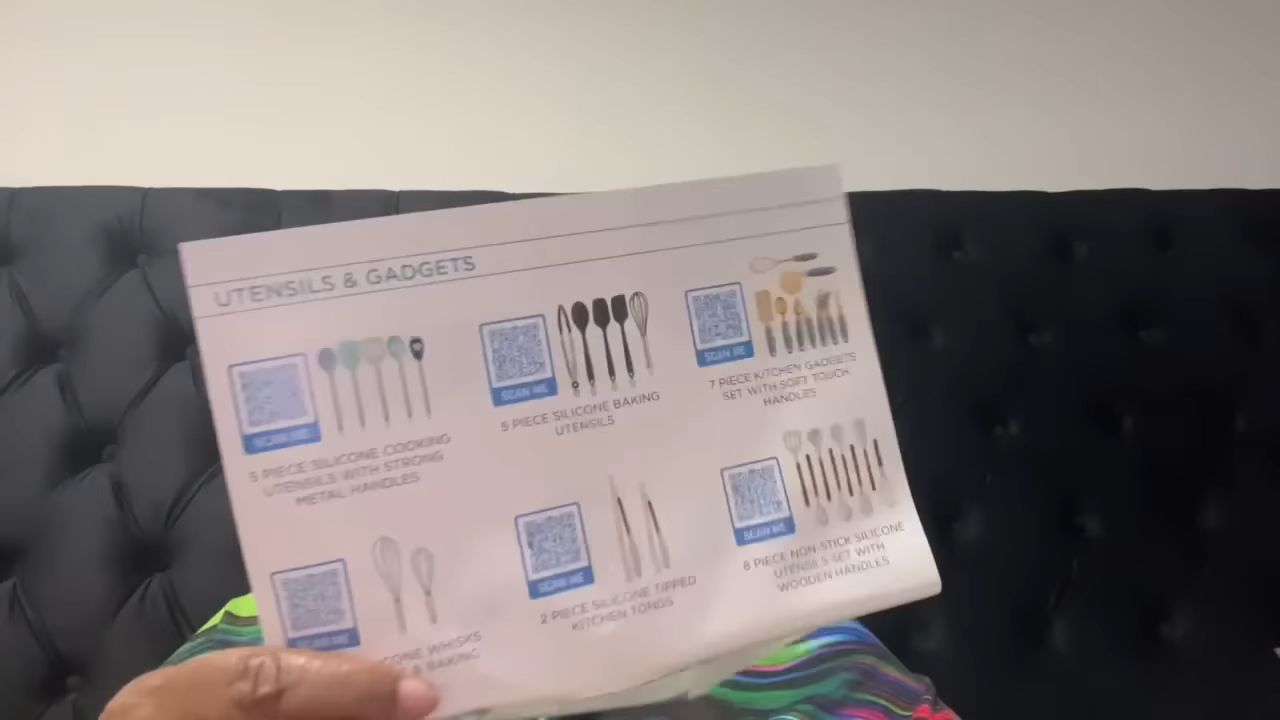 UTENSILS & GADGETS
SCAN ME
5 PIECE SILICONE COOKING
UTENSILS WITH STRONG
METAL HANDLES
SCAN ME
5 PIECE SILICONE BAKING
UTENSILS
SCAN ME
7 PIECE KITCHEN GADGETS
SET WITH SOFT TOUCH
HANDLES
WHISKS
BAKING
SCAN ME
2 PIECE SILICONE TIPPED
KITCHEN TONGS
SCAN ME
8 PIECE NON-STICK SILICONE
UTENSILS SET WITH
WOODEN HANDLES